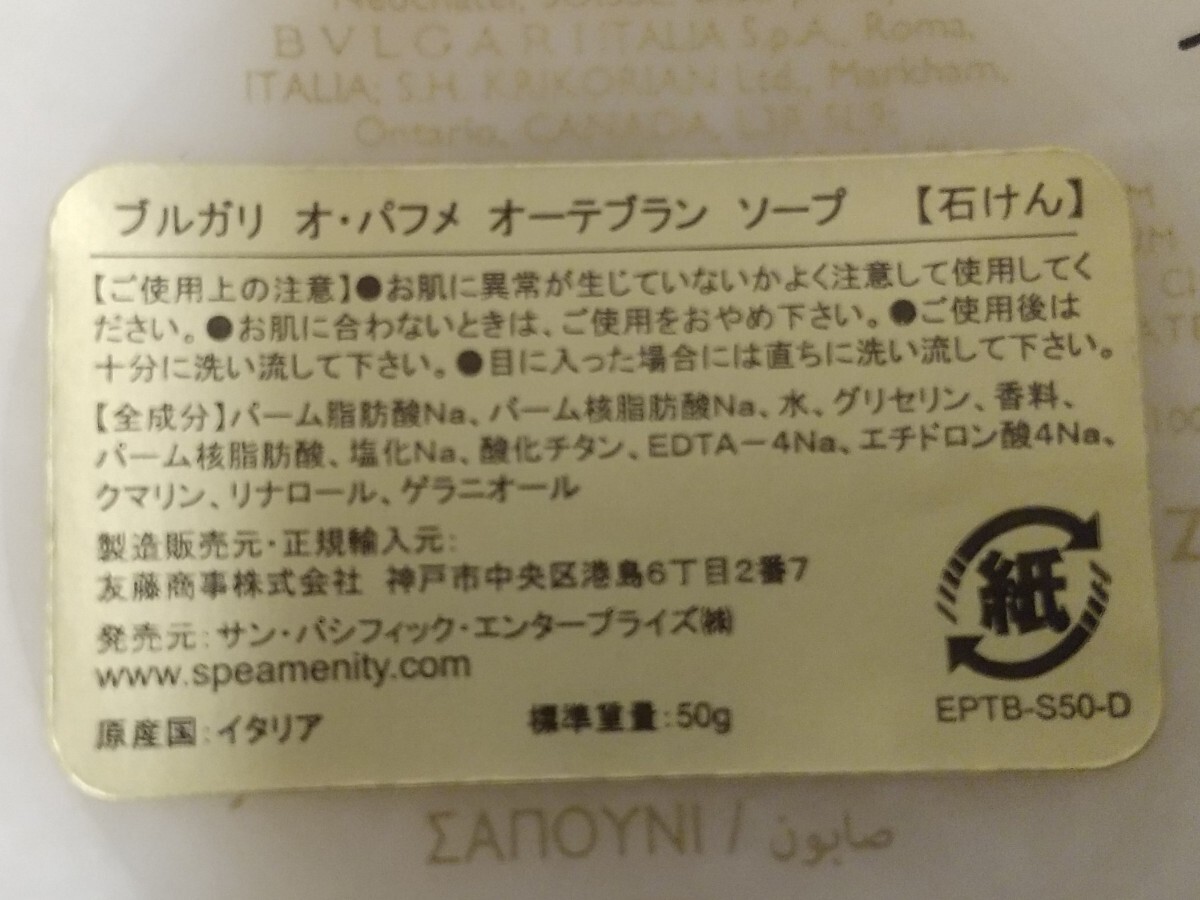 BVLGARI ITALIA S.p.A., Roma,
ITALIA; S.H. KRIKORIAN Ltd., Markham,
Ontario, CANADA,
ブルガリ オ・パフメ オーテブラン ソープ 【石けん】
【ご使用上の注意】●お肌に異常が生じていないかよく注意して使用してく
ださい。●お肌に合わないときは、ご使用をおやめ下さい。●ご使用後は
十分に洗い流して下さい。●目に入った場合には直ちに洗い流して下さい。
【全成分】パーム脂肪酸Na、パーム核脂肪酸Na、水、グリセリン、香料、
パーム核脂肪酸、塩化Na、酸化チタン、EDTA－4Na、エチドロン酸4Na、
クマリン、リナロール、ゲラニオール
製造販売元・正規輸入元:
友藤商事株式会社 神戸市中央区港島6丁目2番7
発売元:サン・パシフィック・エンタープライズ㈱
www.speamenity.com
原産国:イタリア 標準重量:50g
紙
EPTB-S50-D
ΣΑΠΟΥΝΙ / صابون